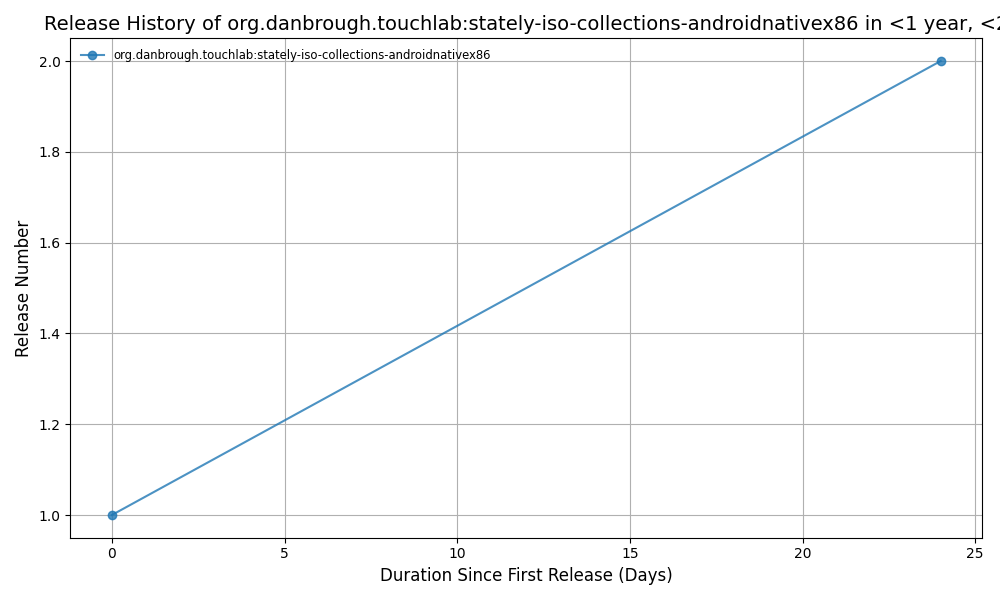 Release History of org.danbrough.touchlab:stately-iso-collections-androidnativex86 in <1 year, <2
org.danbrough.touchlab:stately-iso-collections-androidnativex86
2.0
1.8
1.6
1.4
1.2
1.0
Release Number
0 5 10 15 20 25
Duration Since First Release (Days)